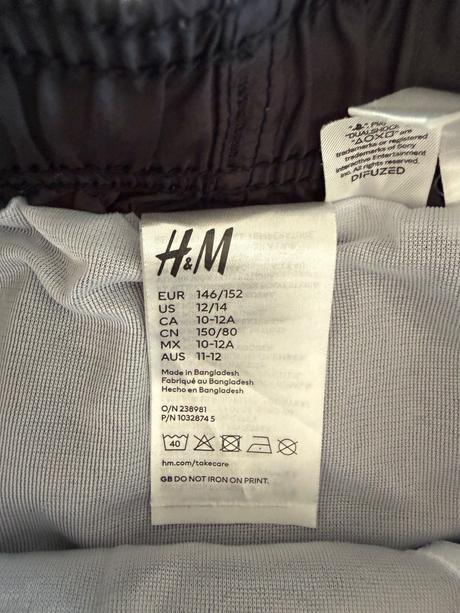 "DUALSHOCK
are
trademarks or registered
trademarks of Sony
Interactive Entertainment
Inc. All rights reserved.
DIFUZED
H&M
EUR 146/152
US 12/14
CA 10-12A
CN 150/80
MX 10-12A
AUS 11-12
Made in Bangladesh
Fabriqué au Bangladesh
Hecho en Bangladesh
O/N 238981
P/N 1032874 5
40
hm.com/takecare
GB DO NOT IRON ON PRINT.